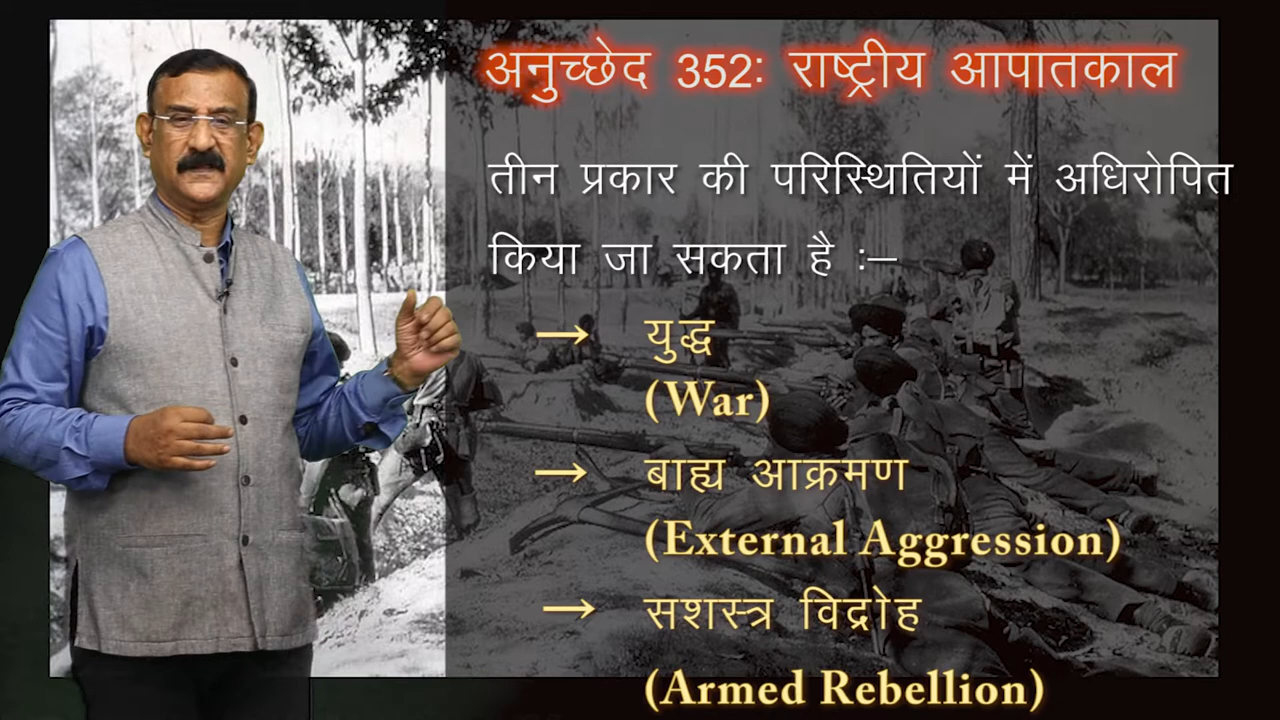 अनुच्छेद 352: राष्ट्रीय आपातकाल
तीन प्रकार की परिस्थितियों में अधिरोपित
किया जा सकता है :–
→ युद्ध
(War)
→ बाह्य आक्रमण
(External Aggression)
→ सशस्त्र विद्रोह
(Armed Rebellion)